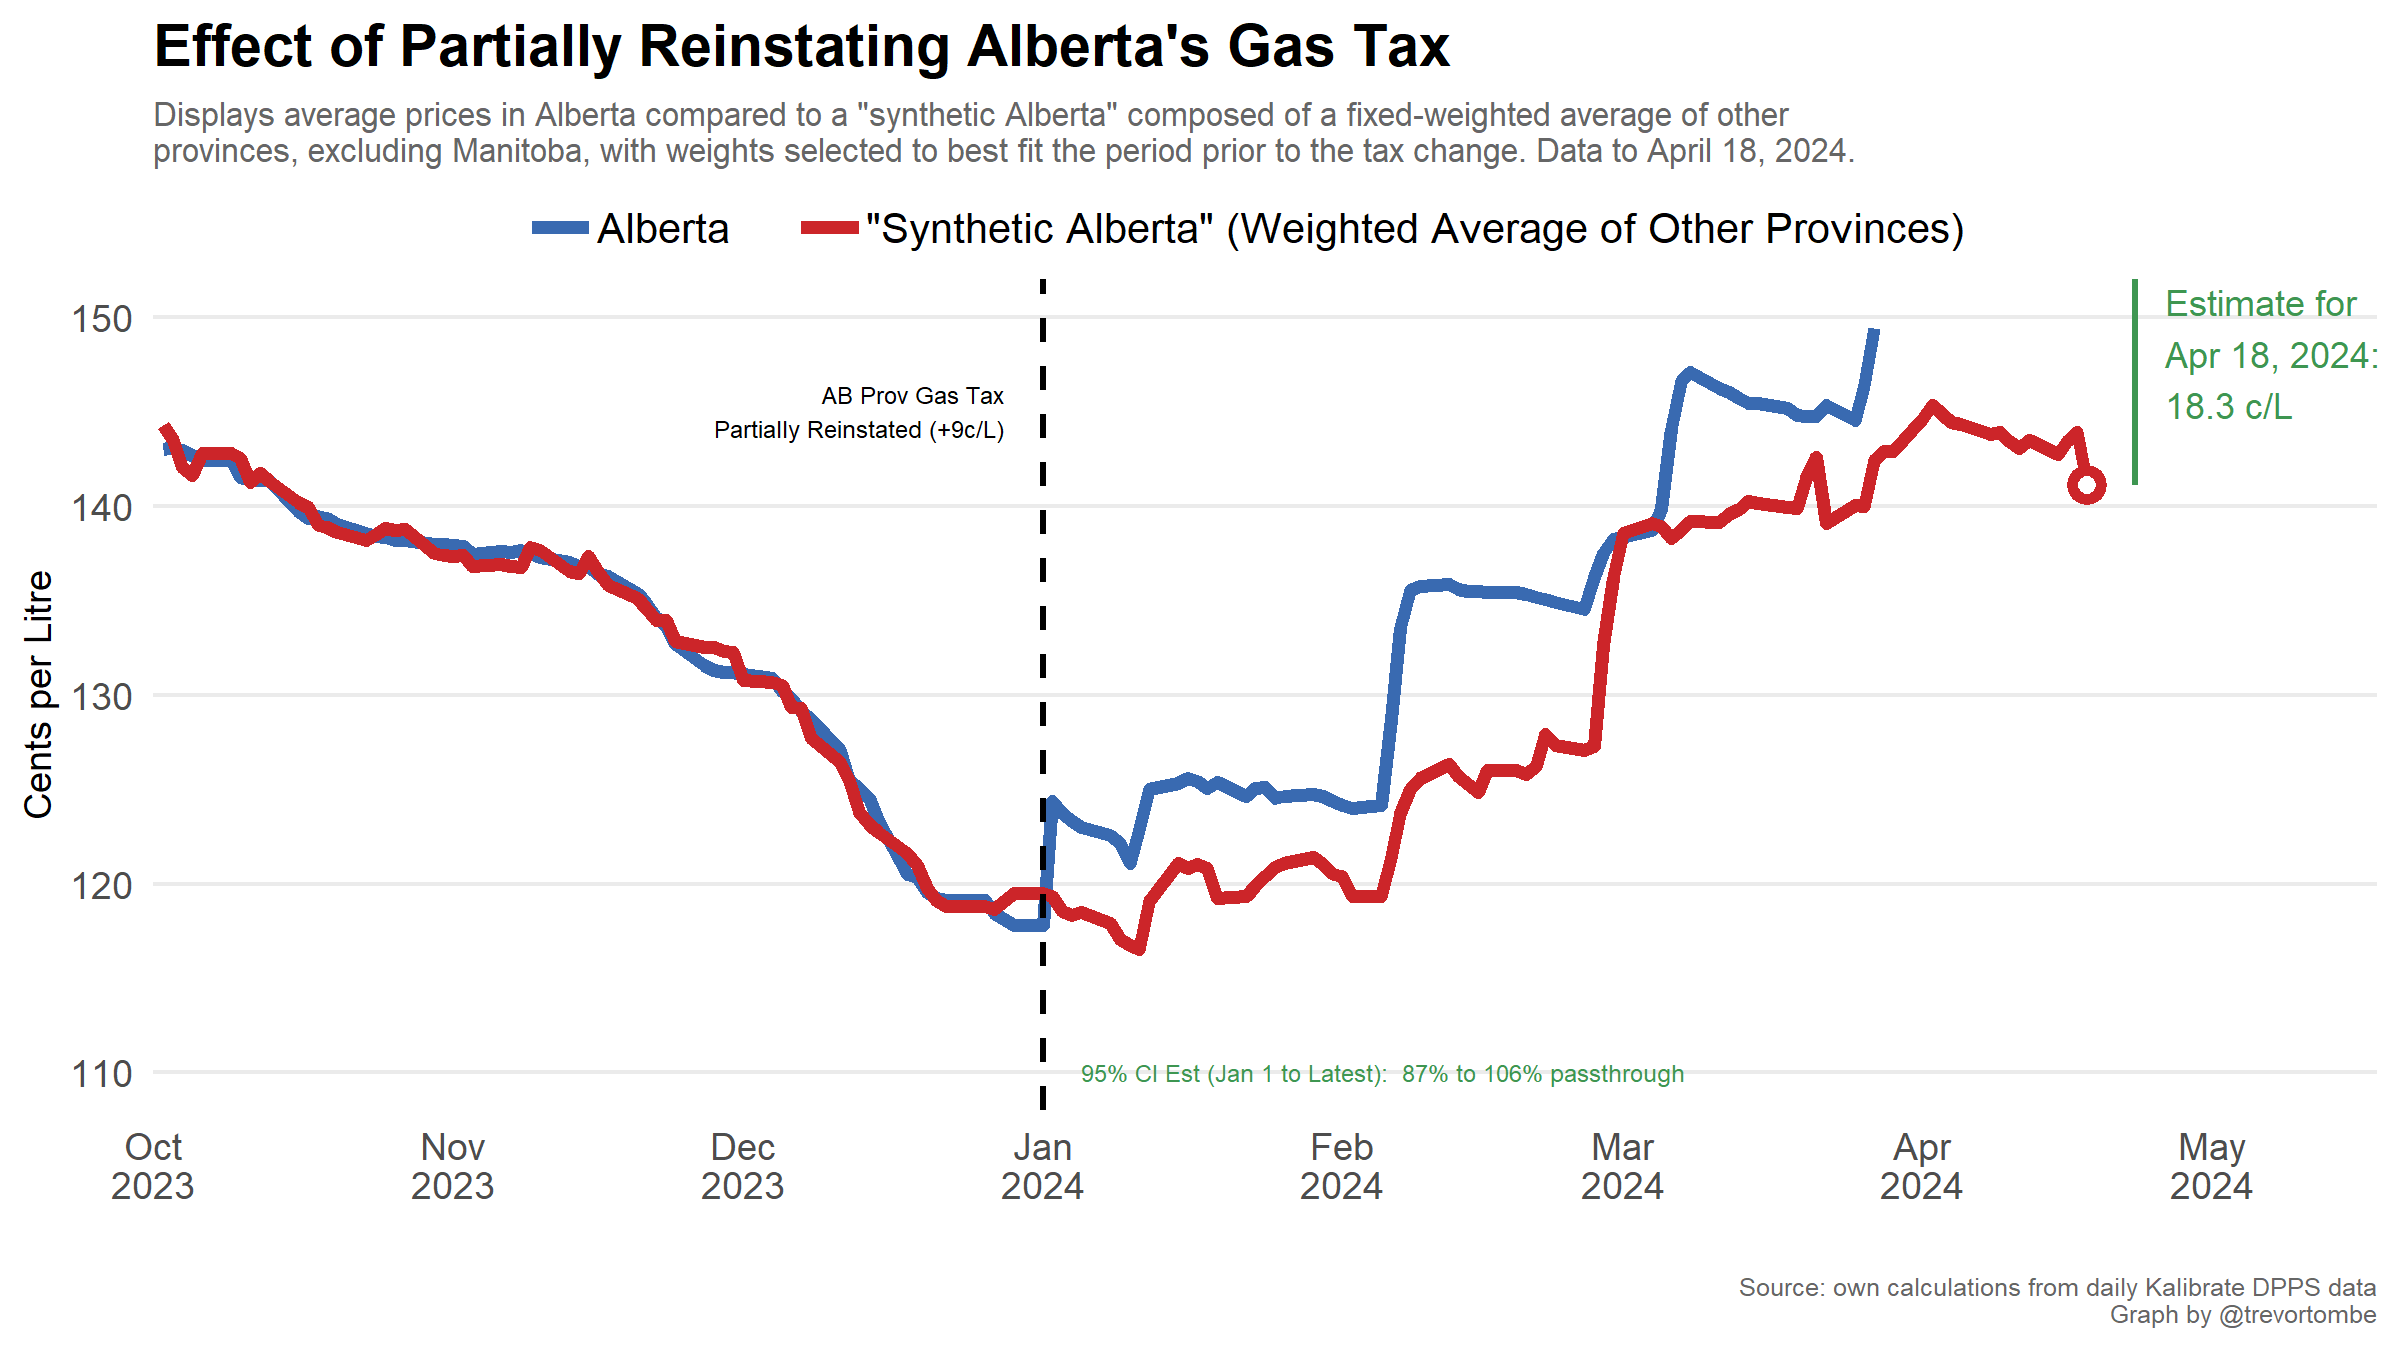 Effect of Partially Reinstating Alberta's Gas Tax
Displays average prices in Alberta compared to a "synthetic Alberta" composed of a fixed-weighted average of other
provinces, excluding Manitoba, with weights selected to best fit the period prior to the tax change. Data to April 18, 2024.
Alberta
"Synthetic Alberta" (Weighted Average of Other Provinces)
Cents per Litre
150
140
130
120
110
AB Prov Gas Tax
Partially Reinstated (+9c/L)
Estimate for
Apr 18, 2024:
18.3 c/L
95% CI Est (Jan 1 to Latest):  87% to 106% passthrough
Oct
2023
Nov
2023
Dec
2023
Jan
2024
Feb
2024
Mar
2024
Apr
2024
May
2024
Source: own calculations from daily Kalibrate DPPS data
Graph by @trevortombe